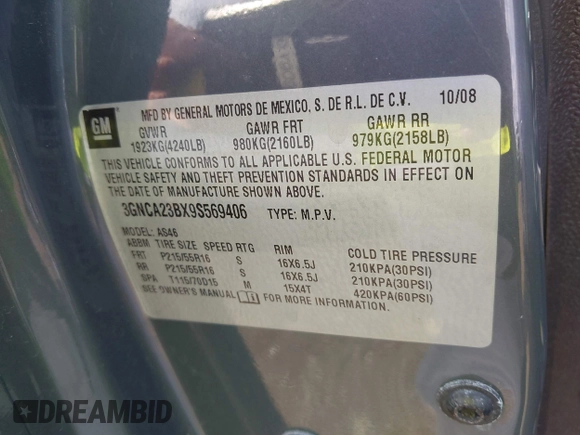 GM
MFD BY GENERAL MOTORS DE MEXICO, S. DE R.L. DE C.V. 10/08
GVWR GAWR FRT GAWR RR
1923KG(4240LB) 980KG(2160LB) 979KG(2158LB)
THIS VEHICLE CONFORMS TO ALL APPLICABLE U.S. FEDERAL MOTOR
VEHICLE SAFETY AND THEFT PREVENTION STANDARDS IN EFFECT ON
THE DATE OF MANUFACTURE SHOWN ABOVE.
3GNCA23BX9S569406 TYPE: M.P.V.
MODEL: AS46
ABBM TIRE SIZE SPEED RTG RIM COLD TIRE PRESSURE
FRT P215/55R16 S 16X6.5J 210KPA(30PSI)
RR P215/55R16 S 16X6.5J 210KPA(30PSI)
SPA T115/70D15 M 15X4T 420KPA(60PSI)
SEE OWNER'S MANUAL FOR MORE INFORMATION.
DREAMBID